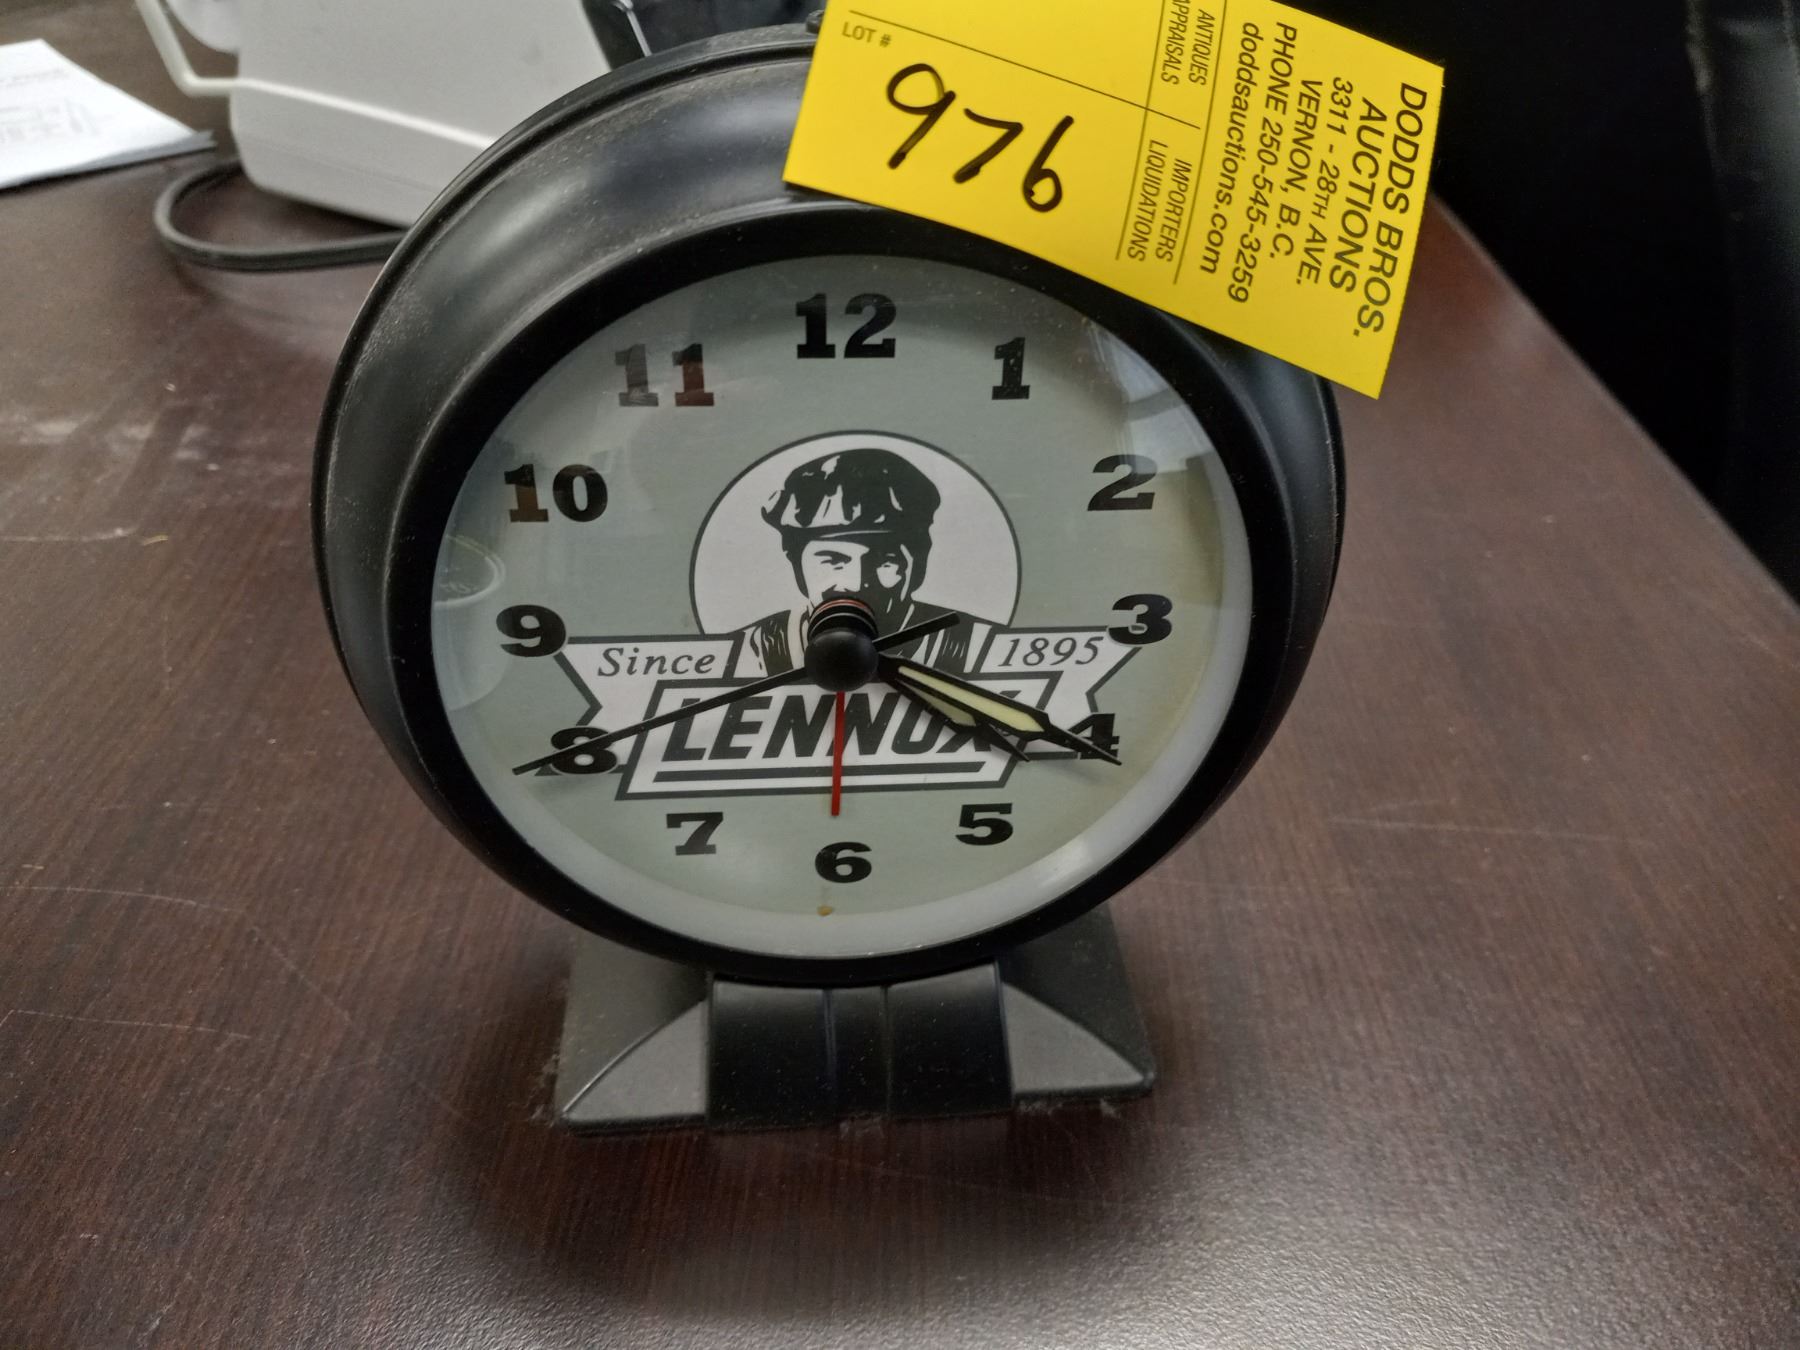 LOT #
976
ANTIQUES
APPRAISALS
IMPORTERS
LIQUIDATIONS
DODDS BROS.
AUCTIONS
3311 - 28TH AVE.
VERNON, B.C.
PHONE 250-545-3259
doddsauctions.com
12
1
2
3
4
5
6
7
8
9
10
11
Since 1895
LENNOX